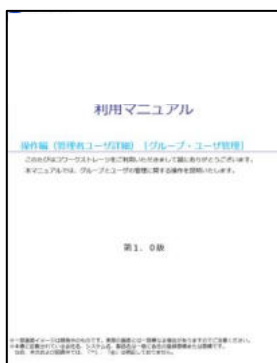 利用マニュアル
操作編（管理者ユーザ詳細）［グループ・ユーザ管理］
このたびはコワークストレージをご利用いただきまして誠にありがとうございます。
本マニュアルでは、グループとユーザの管理に関する操作を説明いたします。
第1．0版